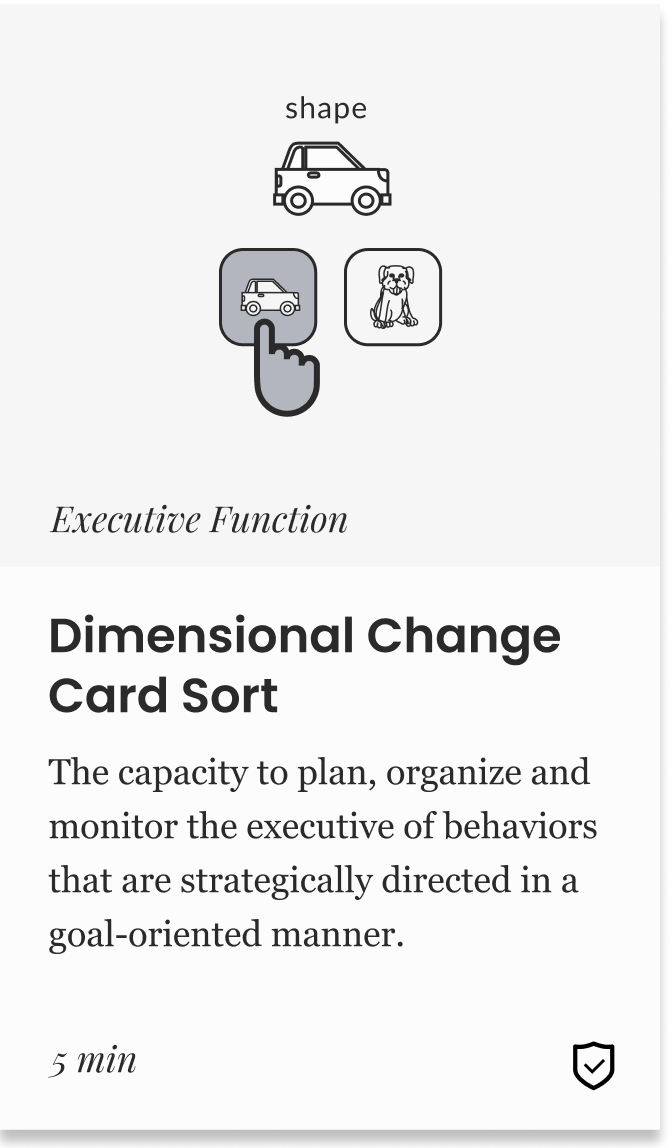 shape
Executive Function
Dimensional Change
Card Sort
The capacity to plan, organize and
monitor the executive of behaviors
that are strategically directed in a
goal-oriented manner.
5 min